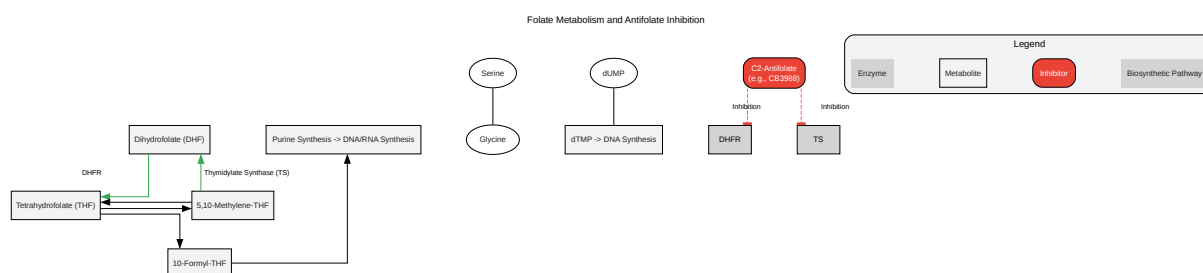 Folate Metabolism and Antifolate Inhibition
Legend
Enzyme
Metabolite
Inhibitor
Biosynthetic Pathway
Serine
dUMP
C2-Antifolate
(e.g., CB3988)
Inhibition
Inhibition
Dihydrofolate (DHF)
Purine Synthesis -> DNA/RNA Synthesis
Glycine
dTMP -> DNA Synthesis
DHFR
TS
DHFR
Thymidylate Synthase (TS)
Tetrahydrofolate (THF)
5,10-Methylene-THF
10-Formyl-THF